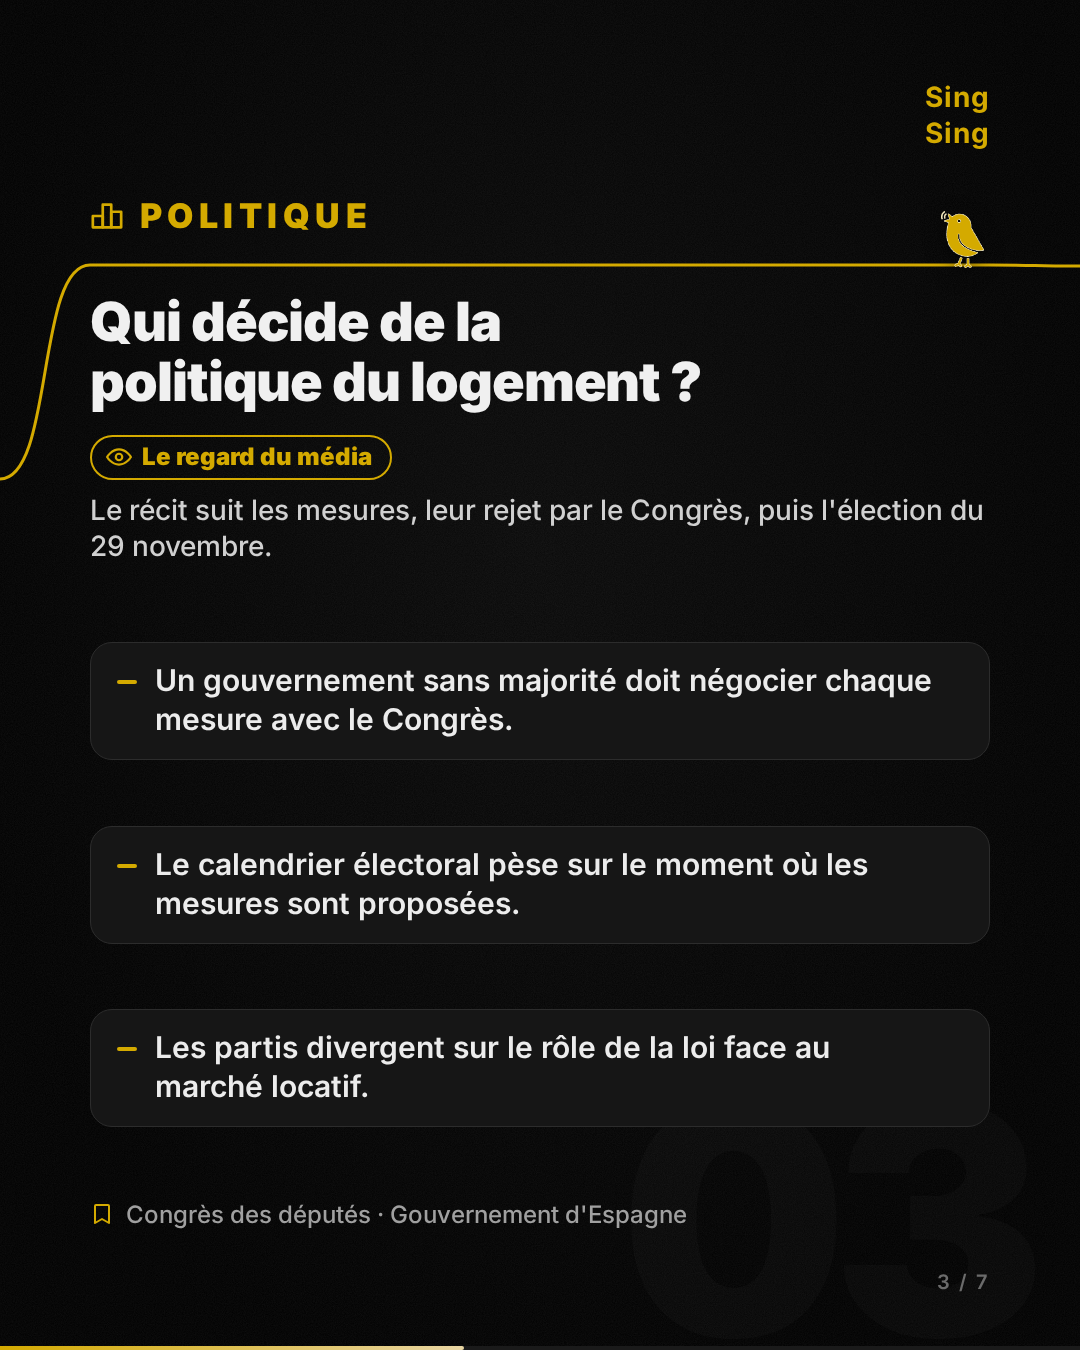 Sing
Sing
POLITIQUE
Qui décide de la
politique du logement ?
Le regard du média
Le récit suit les mesures, leur rejet par le Congrès, puis l'élection du
29 novembre.
Un gouvernement sans majorité doit négocier chaque
mesure avec le Congrès.
Le calendrier électoral pèse sur le moment où les
mesures sont proposées.
Les partis divergent sur le rôle de la loi face au
marché locatif.
03
Congrès des députés · Gouvernement d'Espagne
3 / 7